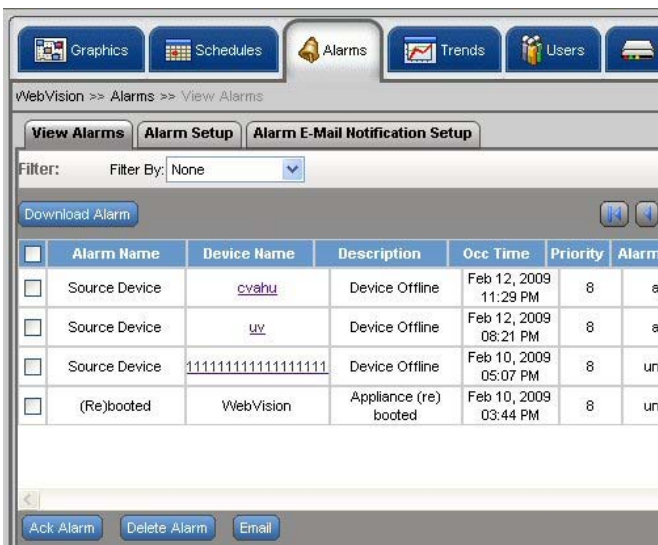 Graphics Schedules Alarms Trends Users
WebVision >> Alarms >> View Alarms
View Alarms Alarm Setup Alarm E-Mail Notification Setup
Filter: Filter By: None
Download Alarm
Alarm Name Device Name Description Occ Time Priority Alarm
Source Device cvahu Device Offline Feb 12, 2009 11:29 PM 8 a
Source Device uv Device Offline Feb 12, 2009 08:21 PM 8 a
Source Device 111111111111111111 Device Offline Feb 10, 2009 05:07 PM 8 un
(Re)booted WebVision Appliance (re) booted Feb 10, 2009 03:44 PM 8 un
Ack Alarm Delete Alarm Email